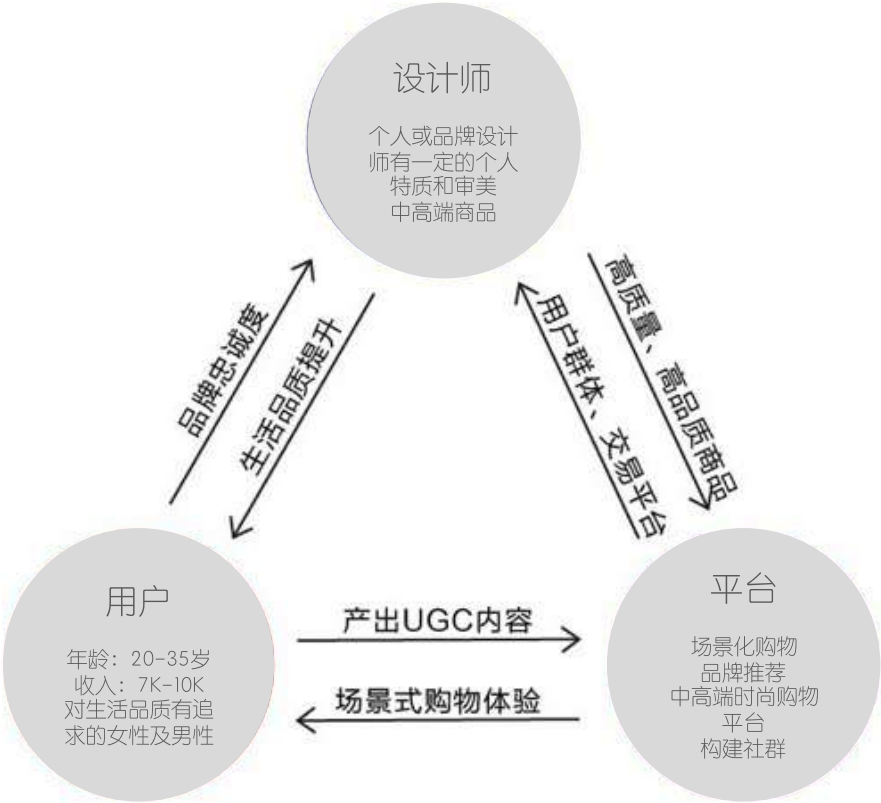 设计师
个人或品牌设计
师有一定的个人
特质和审美
中高端商品
品牌忠诚度
生活品质提升
用户群体、交易平台
高质量、高品质商品
用户
年龄：20-35岁
收入：7K-10K
对生活品质有追
求的女性及男性
产出UGC内容
场景式购物体验
平台
场景化购物
品牌推荐
中高端时尚购物
平台
构建社群